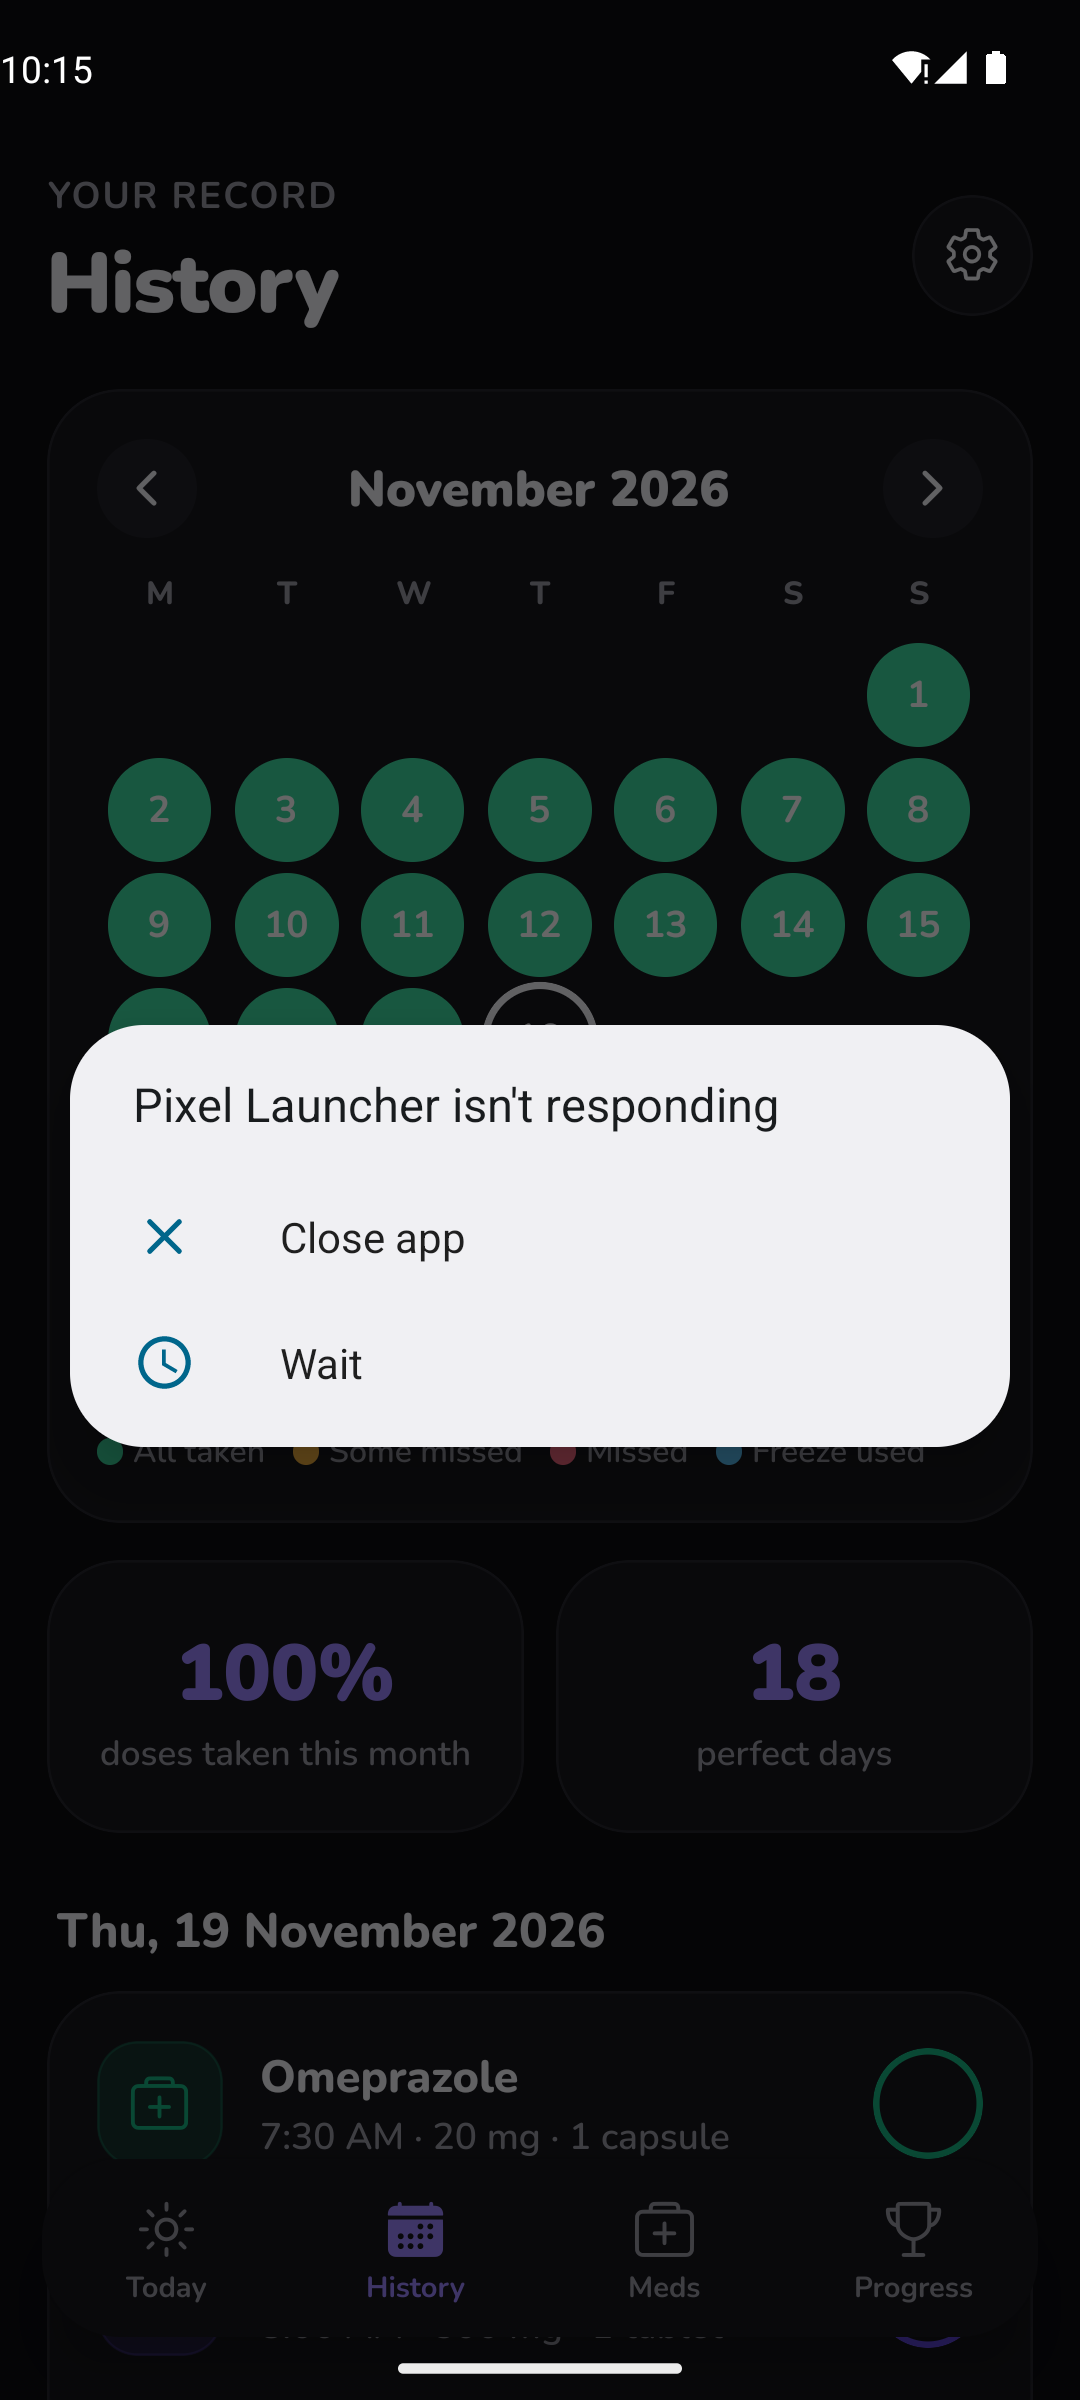 10:15
YOUR RECORD
History
November 2026
M T W T F S S
1
2 3 4 5 6 7 8
9 10 11 12 13 14 15
Pixel Launcher isn't responding
Close app
Wait
All taken Some missed Missed Freeze used
100%
doses taken this month
18
perfect days
Thu, 19 November 2026
Omeprazole
7:30 AM · 20 mg · 1 capsule
Today History Meds Progress